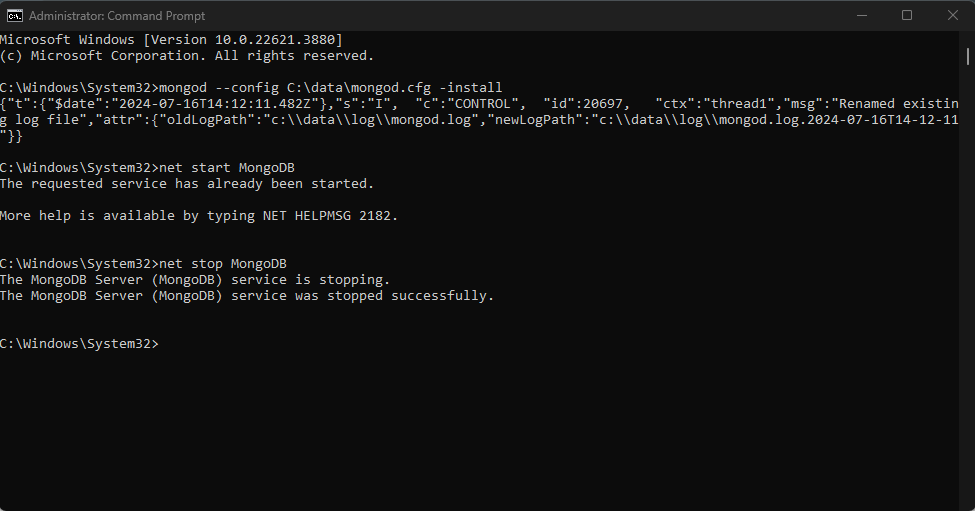 Administrator: Command Prompt
Microsoft Windows [Version 10.0.22621.3880]
(c) Microsoft Corporation. All rights reserved.
C:\Windows\System32>mongod --config C:\data\mongod.cfg -install
{"t":{"$date":"2024-07-16T14:12:11.482Z"},"s":"I",  "c":"CONTROL",  "id":20697,   "ctx":"thread1","msg":"Renamed existin
g log file","attr":{"oldLogPath":"c:\\data\\log\\mongod.log","newLogPath":"c:\\data\\log\\mongod.log.2024-07-16T14-12-11
"}}
C:\Windows\System32>net start MongoDB
The requested service has already been started.
More help is available by typing NET HELPMSG 2182.
C:\Windows\System32>net stop MongoDB
The MongoDB Server (MongoDB) service is stopping.
The MongoDB Server (MongoDB) service was stopped successfully.
C:\Windows\System32>